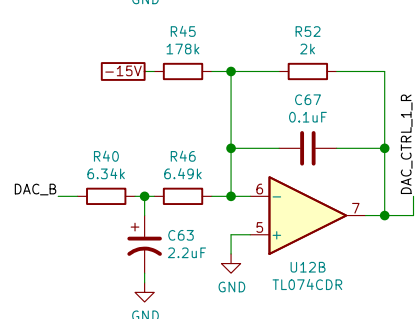 GND
R45
178k
R52
2k
-15V
C67
0.1uF
DAC_CTRL_1_R
R40
6.34k
R46
6.49k
DAC_B
6
-
7
+
C63
2.2uF
5
+
GND
U12B
TL074CDR
GND